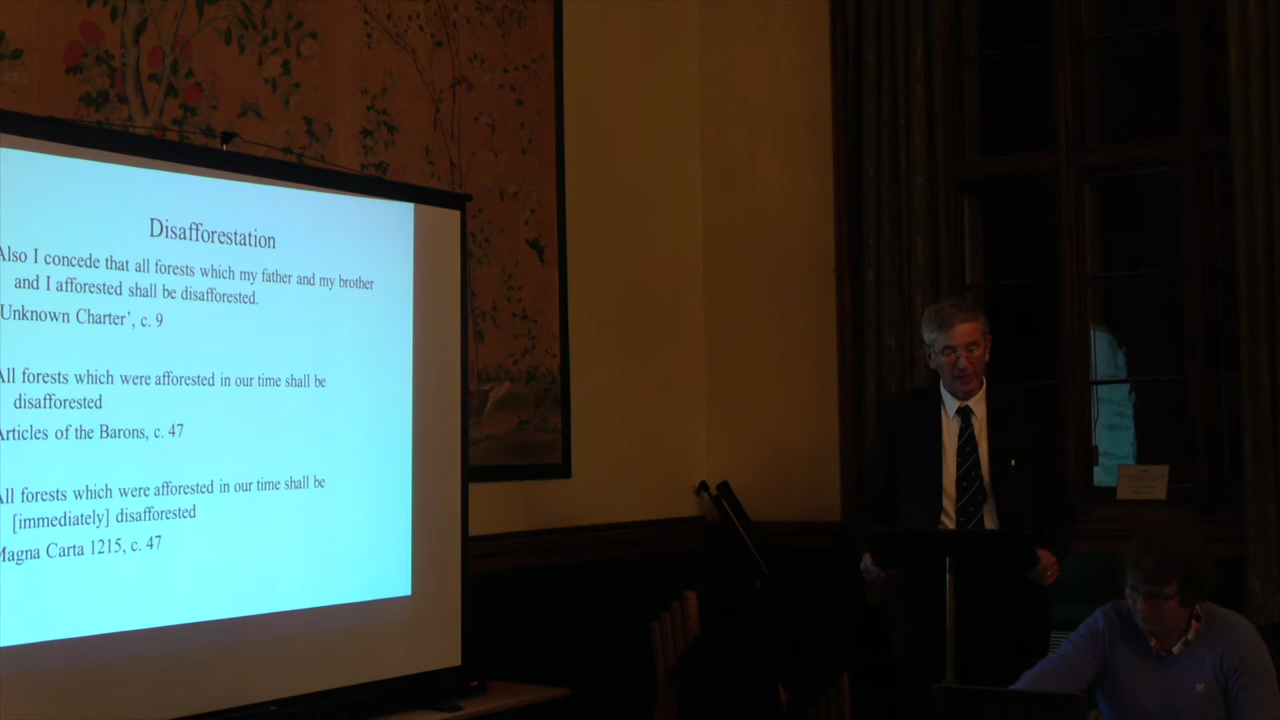 Disafforestation
Also I concede that all forests which my father and my brother
and I afforested shall be disafforested.
Unknown Charter', c. 9
All forests which were afforested in our time shall be
disafforested
Articles of the Barons, c. 47
All forests which were afforested in our time shall be
[immediately] disafforested
Magna Carta 1215, c. 47